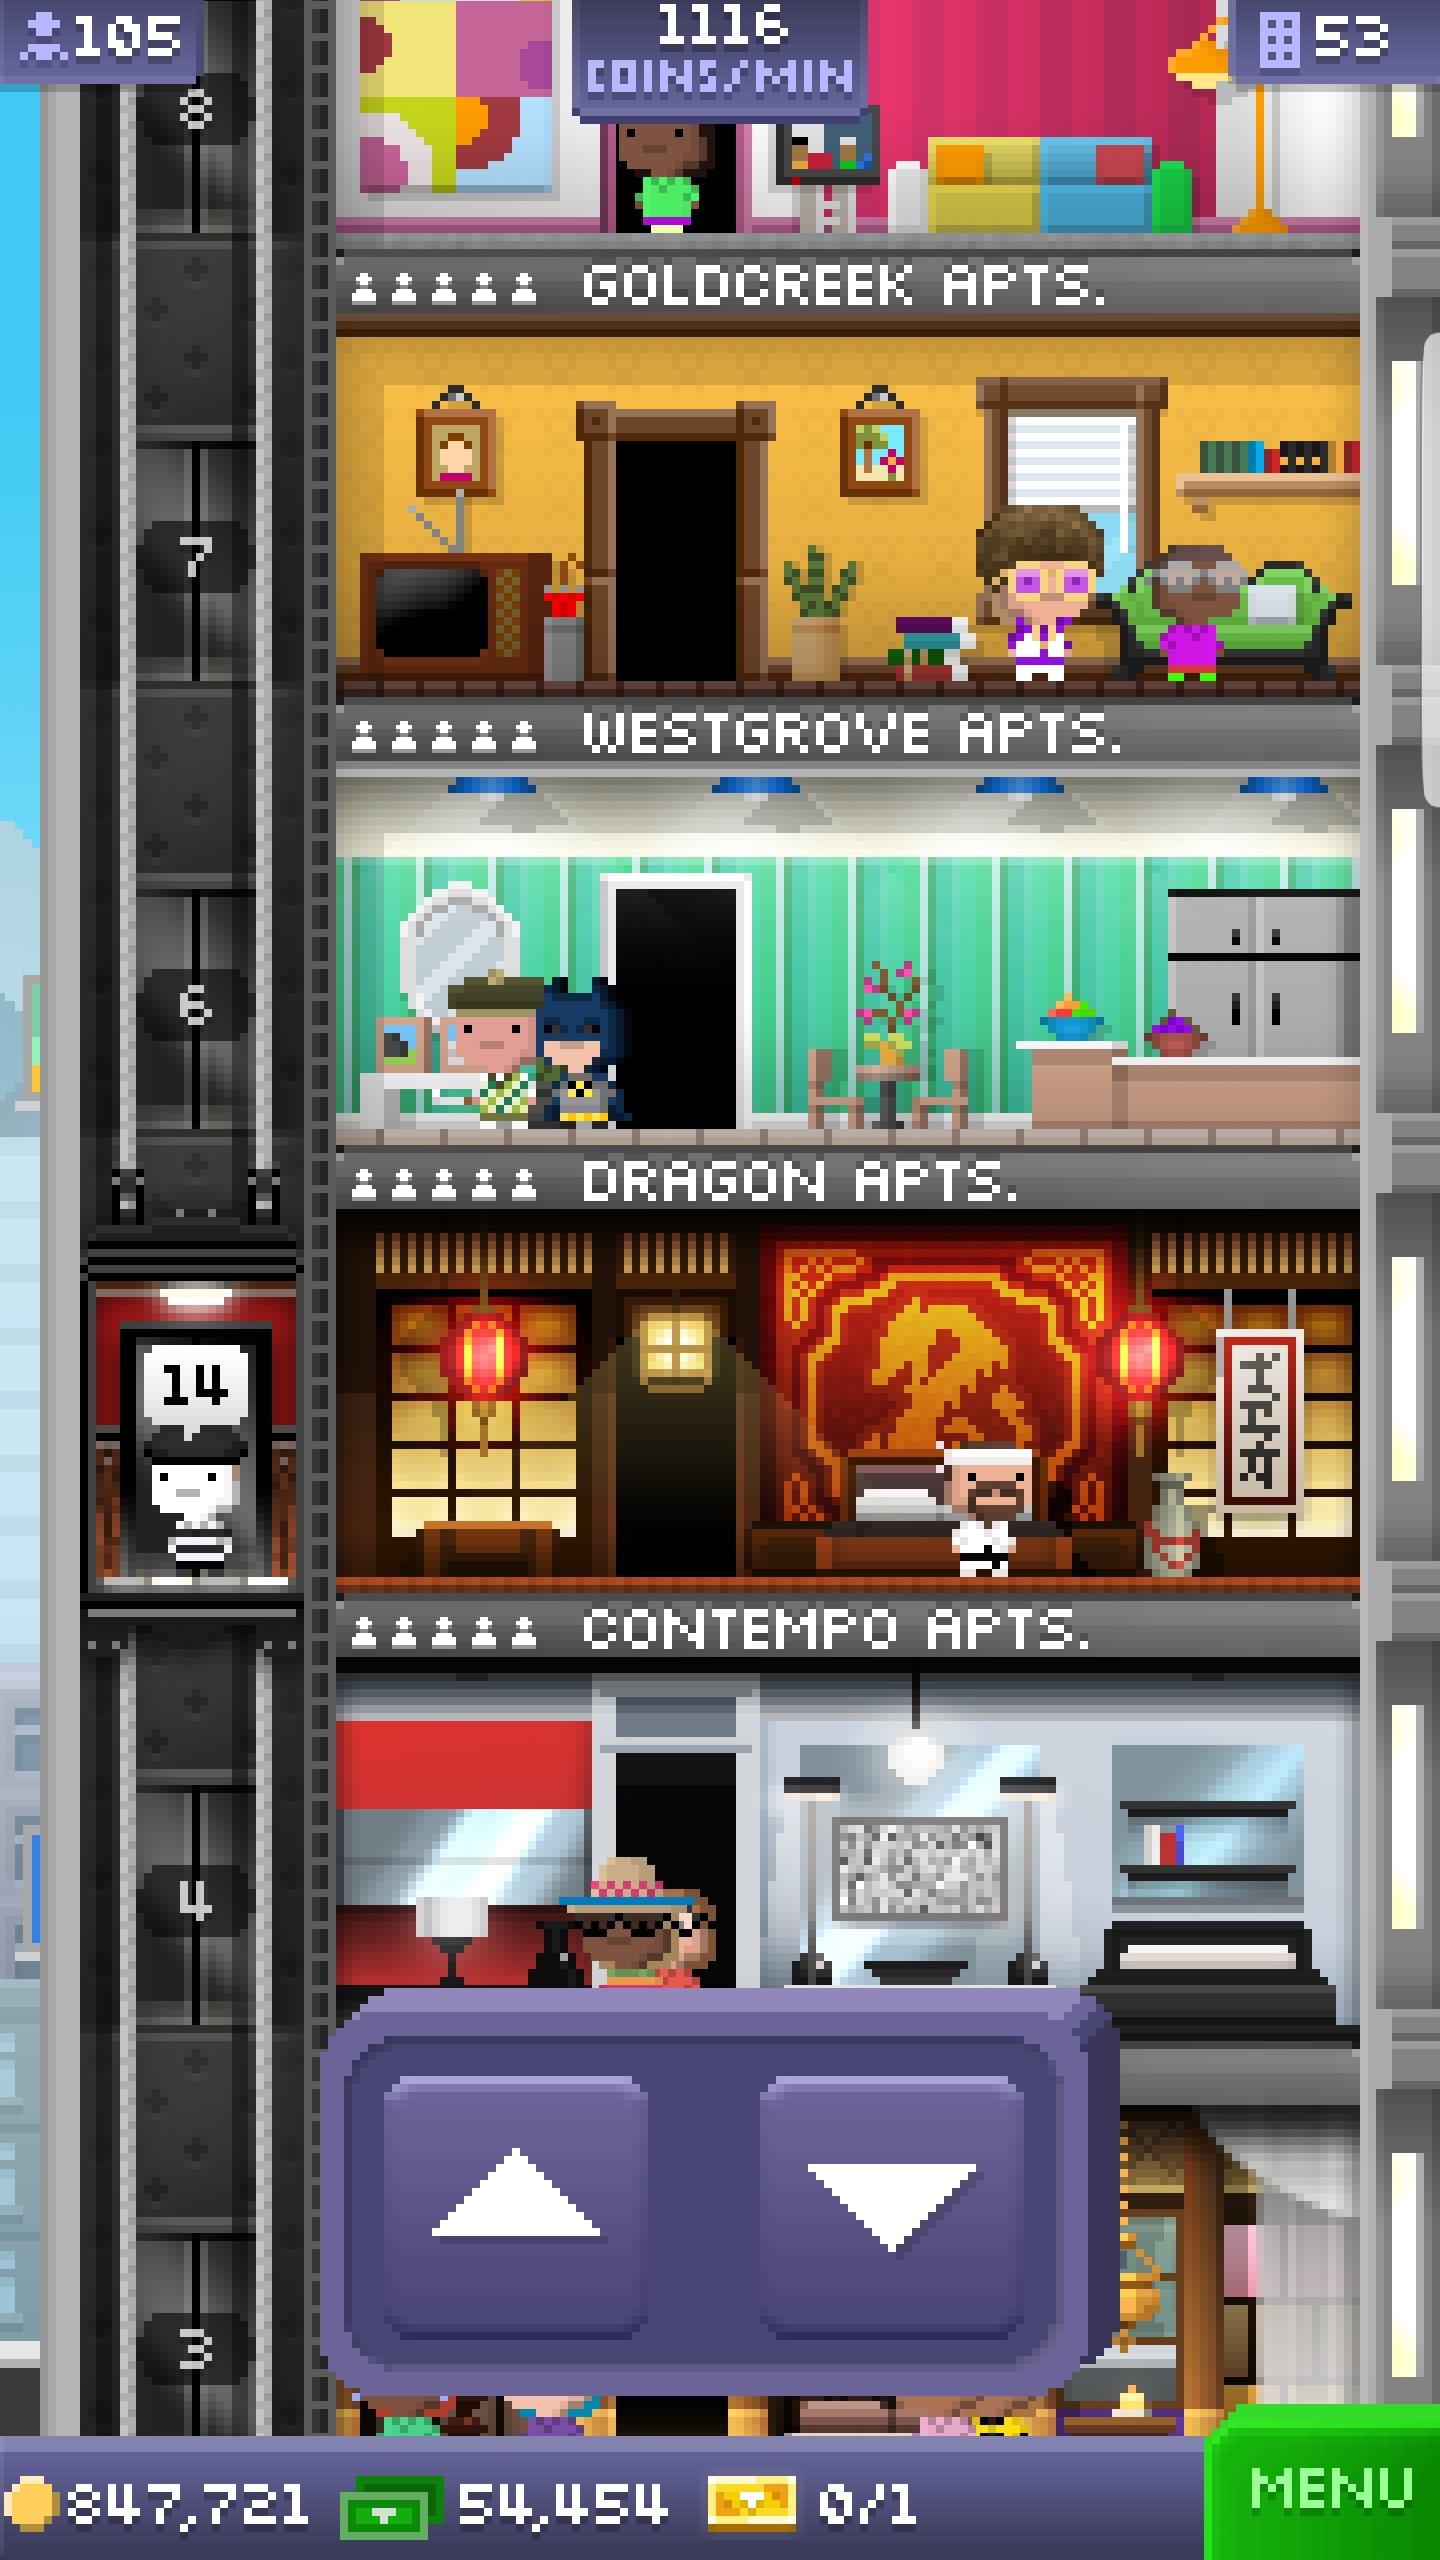 105
1116
COINS/MIN
53
8
GOLDCREEK APTS.
7
WESTGROVE APTS.
6
DRAGON APTS.
14
CONTEMPO APTS.
4
3
847,721
54,454
0/1
MENU